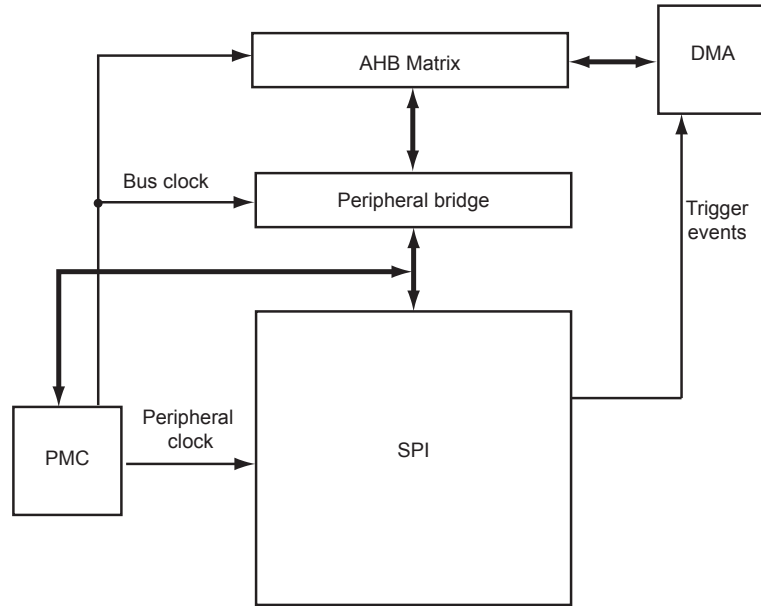 AHB Matrix
DMA
Bus clock
Peripheral bridge
Trigger
events
Peripheral
clock
PMC
SPI